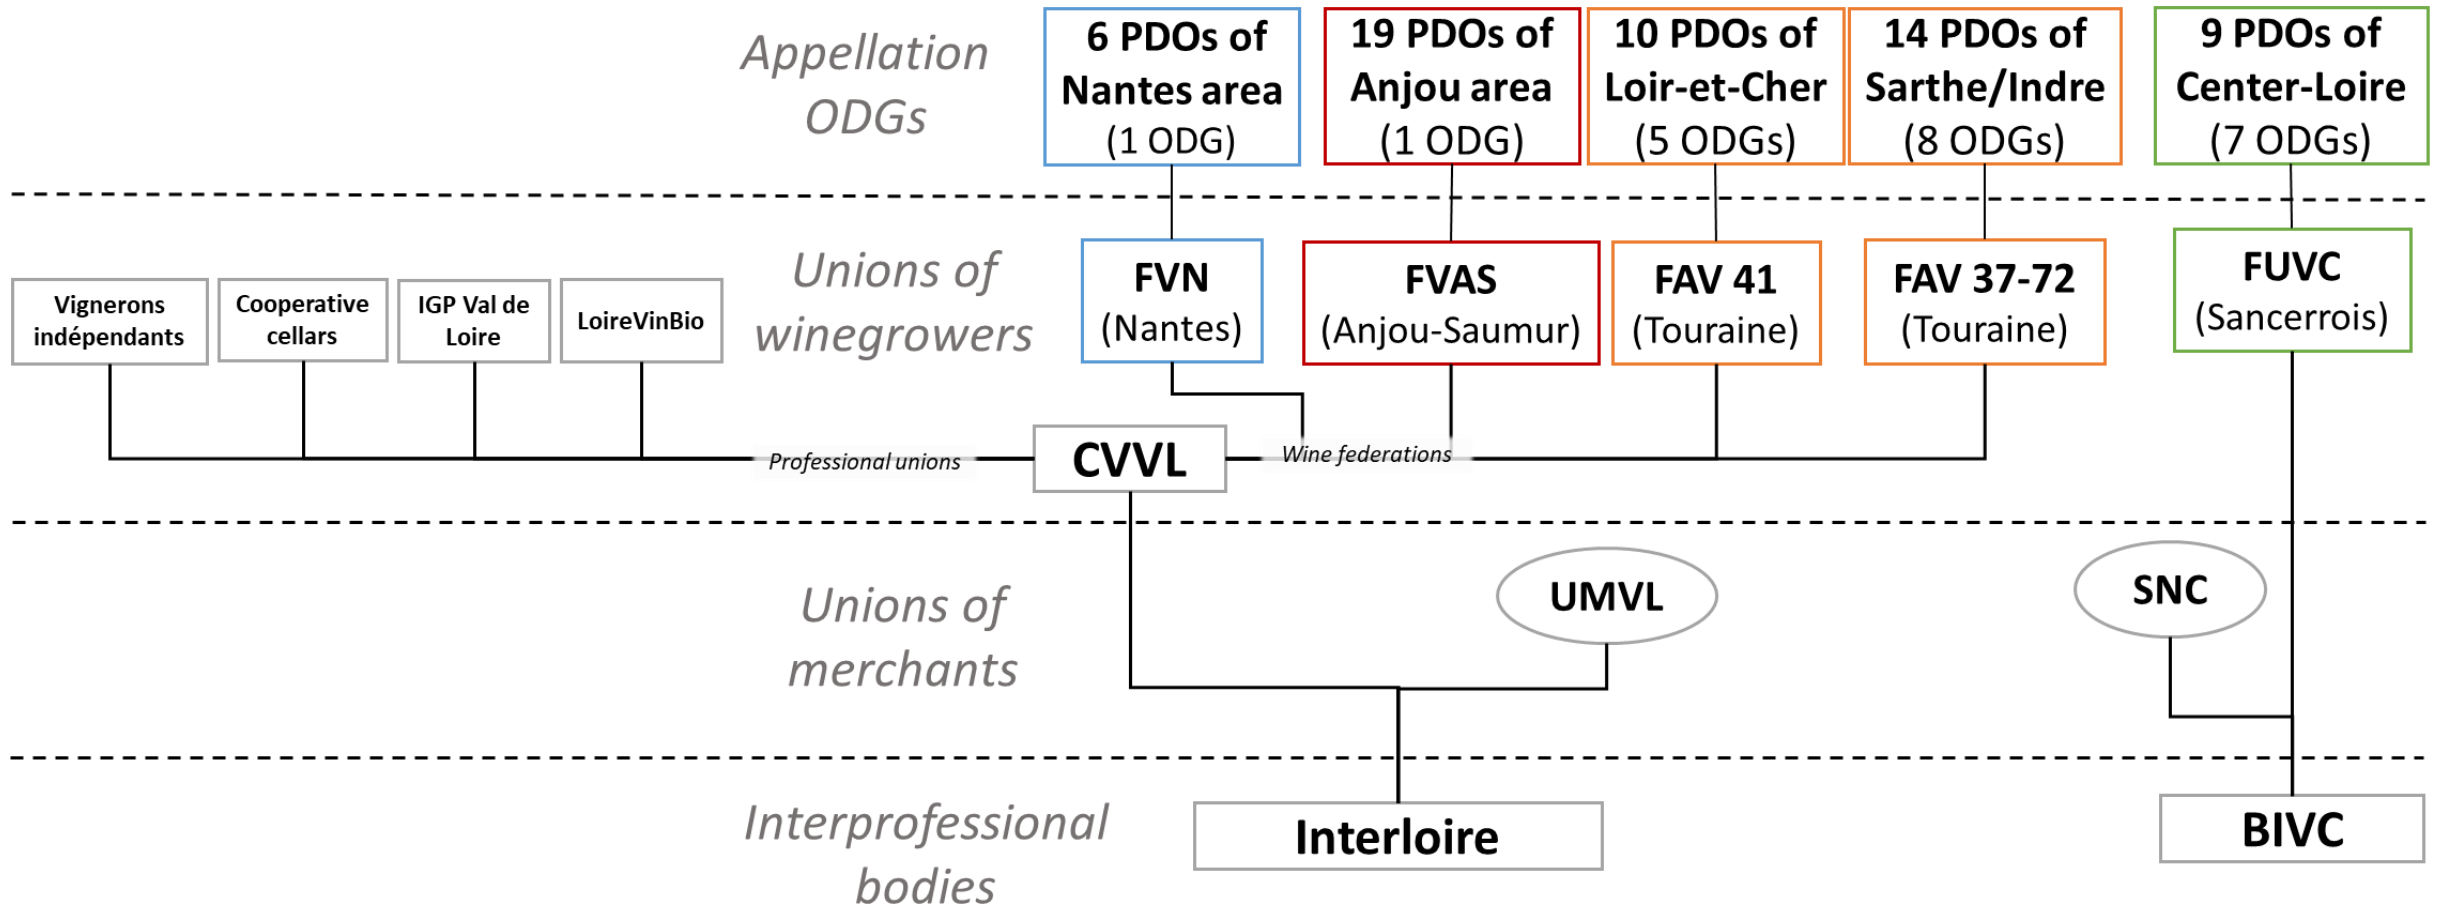 Appellation
ODGs
6 PDOs of
Nantes area
(1 ODG)
19 PDOs of
Anjou area
(1 ODG)
10 PDOs of
Loir-et-Cher
(5 ODGs)
14 PDOs of
Sarthe/Indre
(8 ODGs)
9 PDOs of
Center-Loire
(7 ODGs)
Vignerons
indépendants
Cooperative
cellars
IGP Val de
Loire
LoireVinBio
Unions of
winegrowers
FVN
(Nantes)
FVAS
(Anjou-Saumur)
FAV 41
(Touraine)
FAV 37-72
(Touraine)
FUVC
(Sancerrois)
Professional unions
CVVL
Wine federations
Unions of
merchants
UMVL
SNC
Interprofessional
bodies
Interloire
BIVC